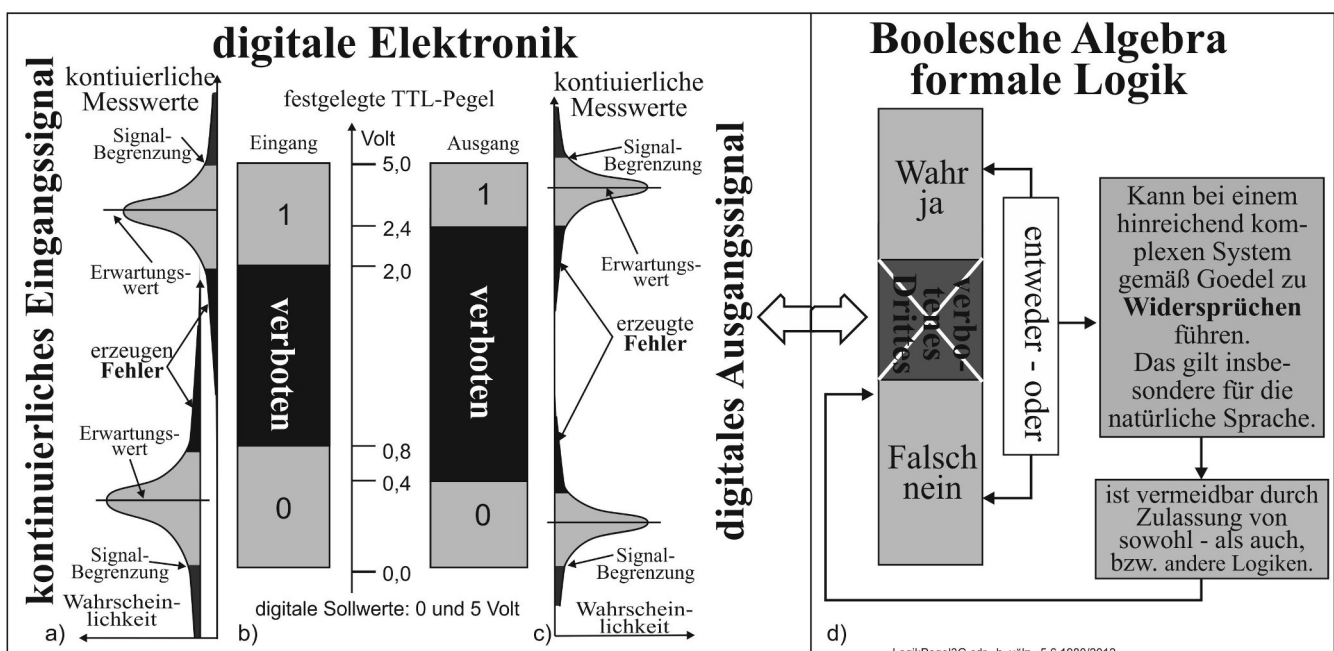 digitale Elektronik
kontinuierliches Eingangssignal
kontiuierliche
Messwerte
Signal-
Begrenzung
Erwartungs-
wert
erzeugen
Fehler
Erwartungs-
wert
Signal-
Begrenzung
Wahrschein-
lichkeit
a)
festgelegte TTL-Pegel
Eingang
1
verboten
0
b)
Volt
5,0
2,4
2,0
0,8
0,4
0,0
Ausgang
1
verboten
0
digitale Sollwerte: 0 und 5 Volt
kontiuierliche
Messwerte
Signal-
Begrenzung
Erwartungs-
wert
erzeugte
Fehler
Signal-
Begrenzung
Wahrscheinlichkeit
c)
digitales Ausgangssignal
Boolesche Algebra
formale Logik
Wahr
ja
verbo-
tenes
Drittes
Falsch
nein
entweder - oder
Kann bei einem
hinreichend kom-
plexen System
gemäß Goedel zu
Widersprüchen
führen.
Das gilt insbe-
sondere für die
natürliche Sprache.
ist vermeidbar durch
Zulassung von
sowohl - als auch,
bzw. andere Logiken.
d)